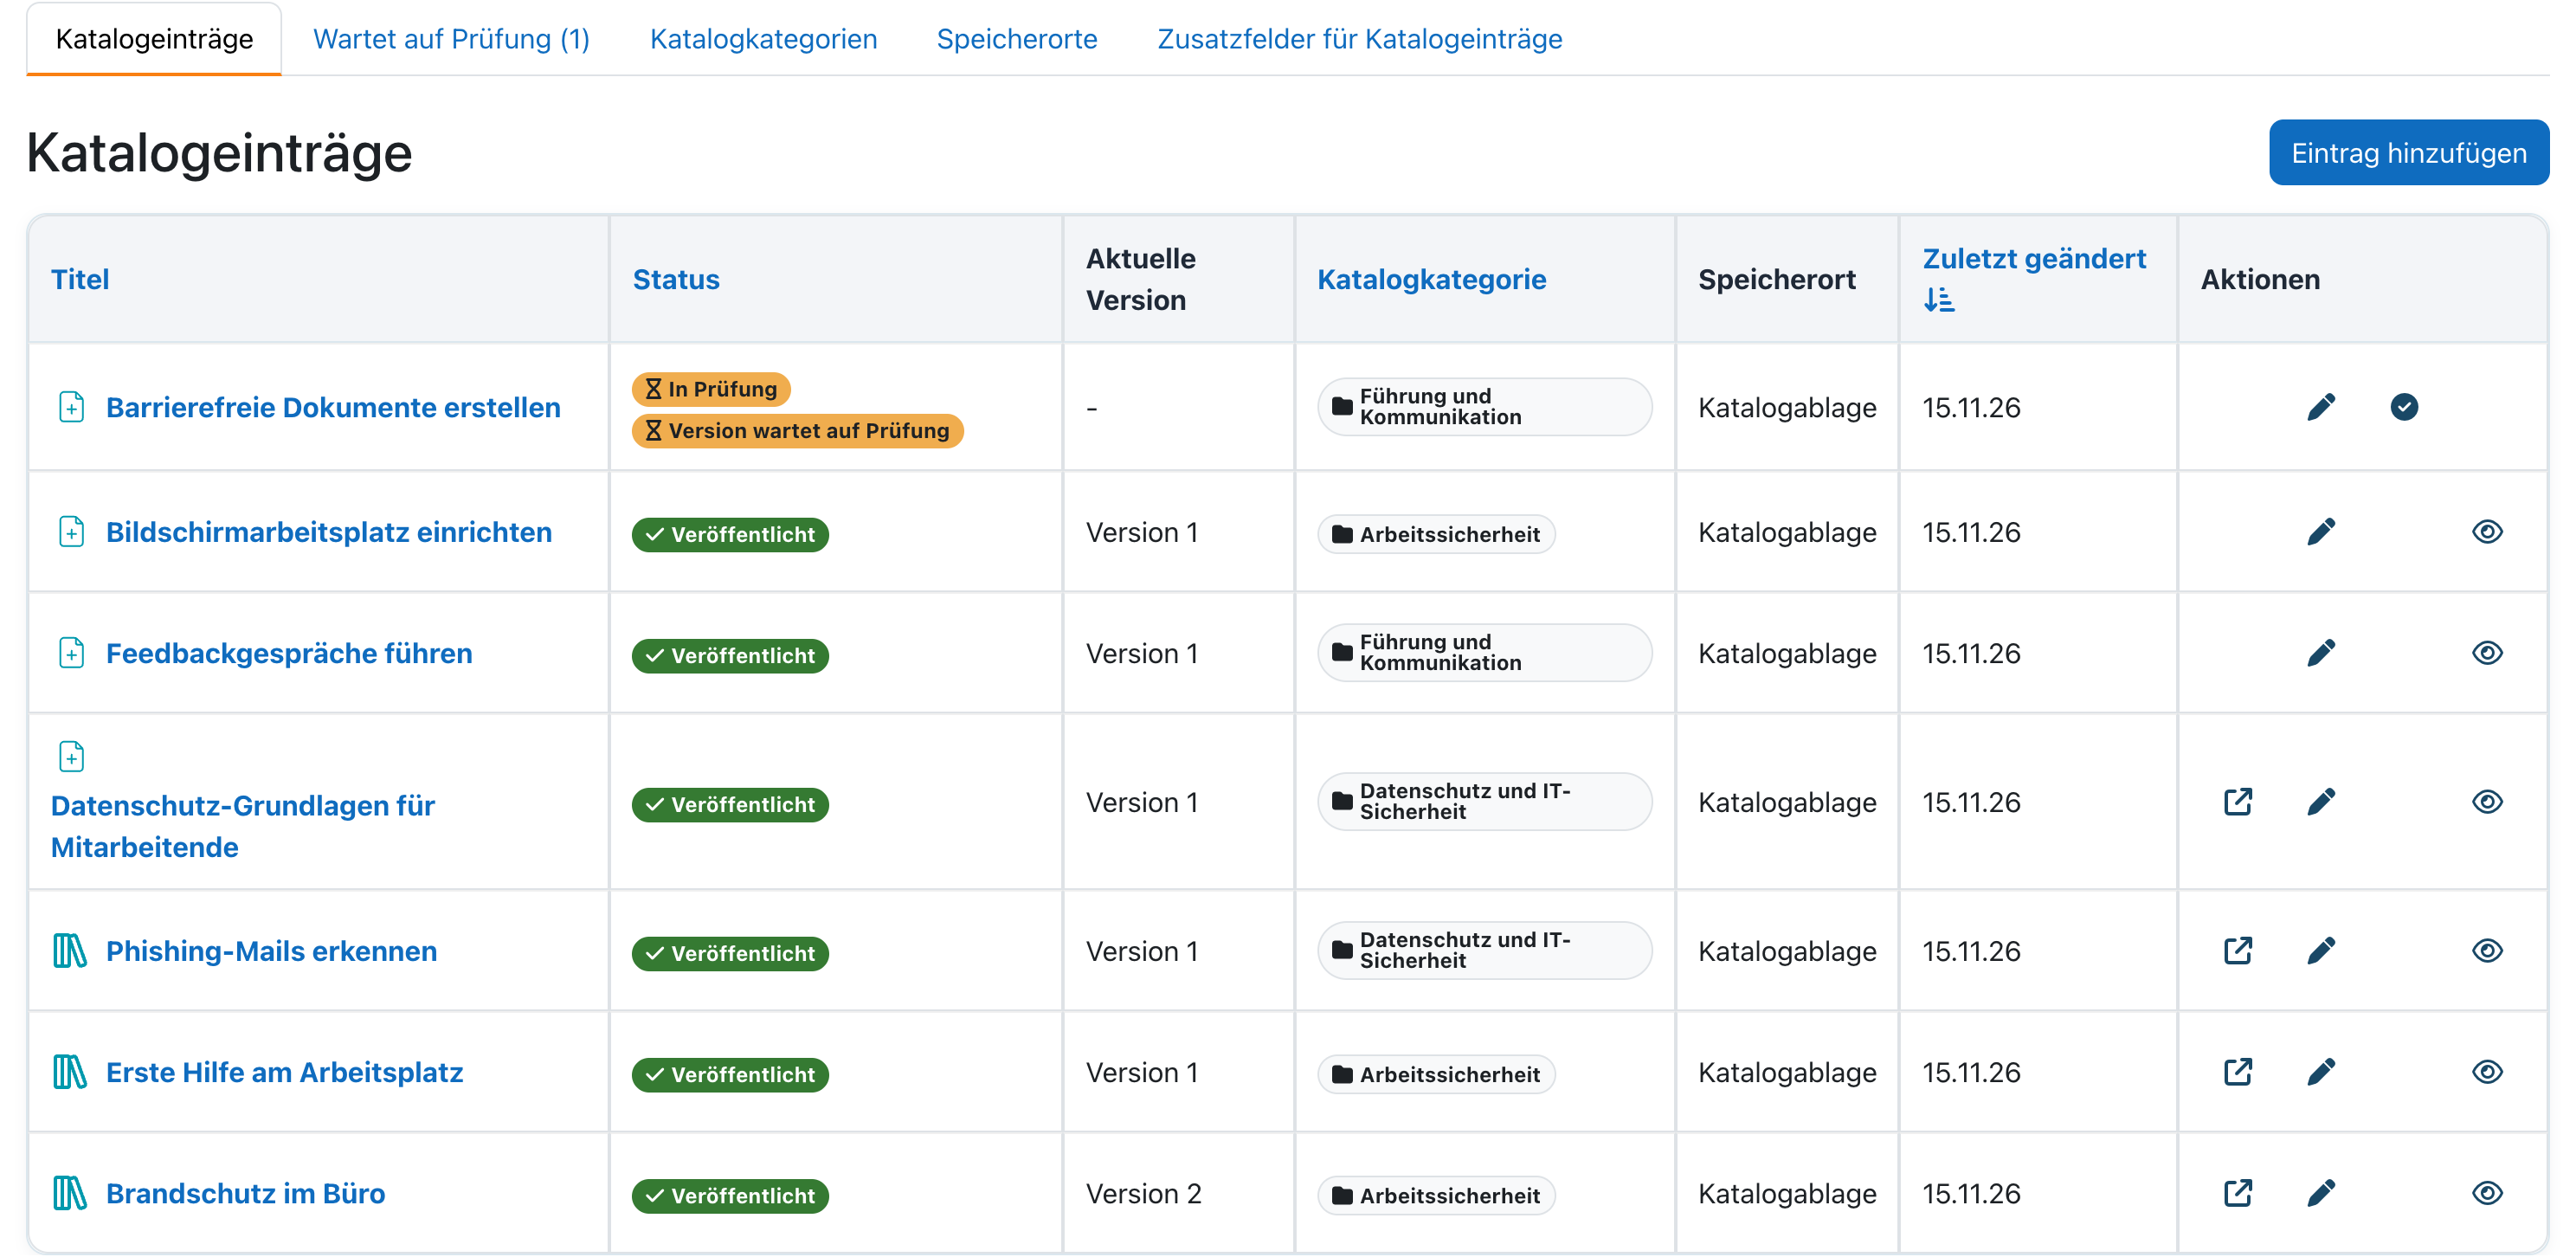 Katalogeinträge
Wartet auf Prüfung (1)
Katalogkategorien
Speicherorte
Zusatzfelder für Katalogeinträge
Katalogeinträge
Eintrag hinzufügen
Titel
Status
Aktuelle
Version
Katalogkategorie
Speicherort
Zuletzt geändert
Aktionen
Barrierefreie Dokumente erstellen
In Prüfung
Version wartet auf Prüfung
-
Führung und
Kommunikation
Katalogablage
15.11.26
Bildschirmarbeitsplatz einrichten
Veröffentlicht
Version 1
Arbeitssicherheit
Katalogablage
15.11.26
Feedbackgespräche führen
Veröffentlicht
Version 1
Führung und
Kommunikation
Katalogablage
15.11.26
Datenschutz-Grundlagen für
Mitarbeitende
Veröffentlicht
Version 1
Datenschutz und IT-
Sicherheit
Katalogablage
15.11.26
Phishing-Mails erkennen
Veröffentlicht
Version 1
Datenschutz und IT-
Sicherheit
Katalogablage
15.11.26
Erste Hilfe am Arbeitsplatz
Veröffentlicht
Version 1
Arbeitssicherheit
Katalogablage
15.11.26
Brandschutz im Büro
Veröffentlicht
Version 2
Arbeitssicherheit
Katalogablage
15.11.26